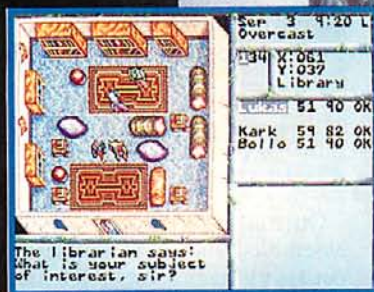 Sep 3 9:20 L
Overcast
134 X:061
Y:037
Library
Lukas 51 90 OK
Kark 59 82 OK
Bollo 51 90 OK
The librarian says:
What is your subject
of interest, sir?